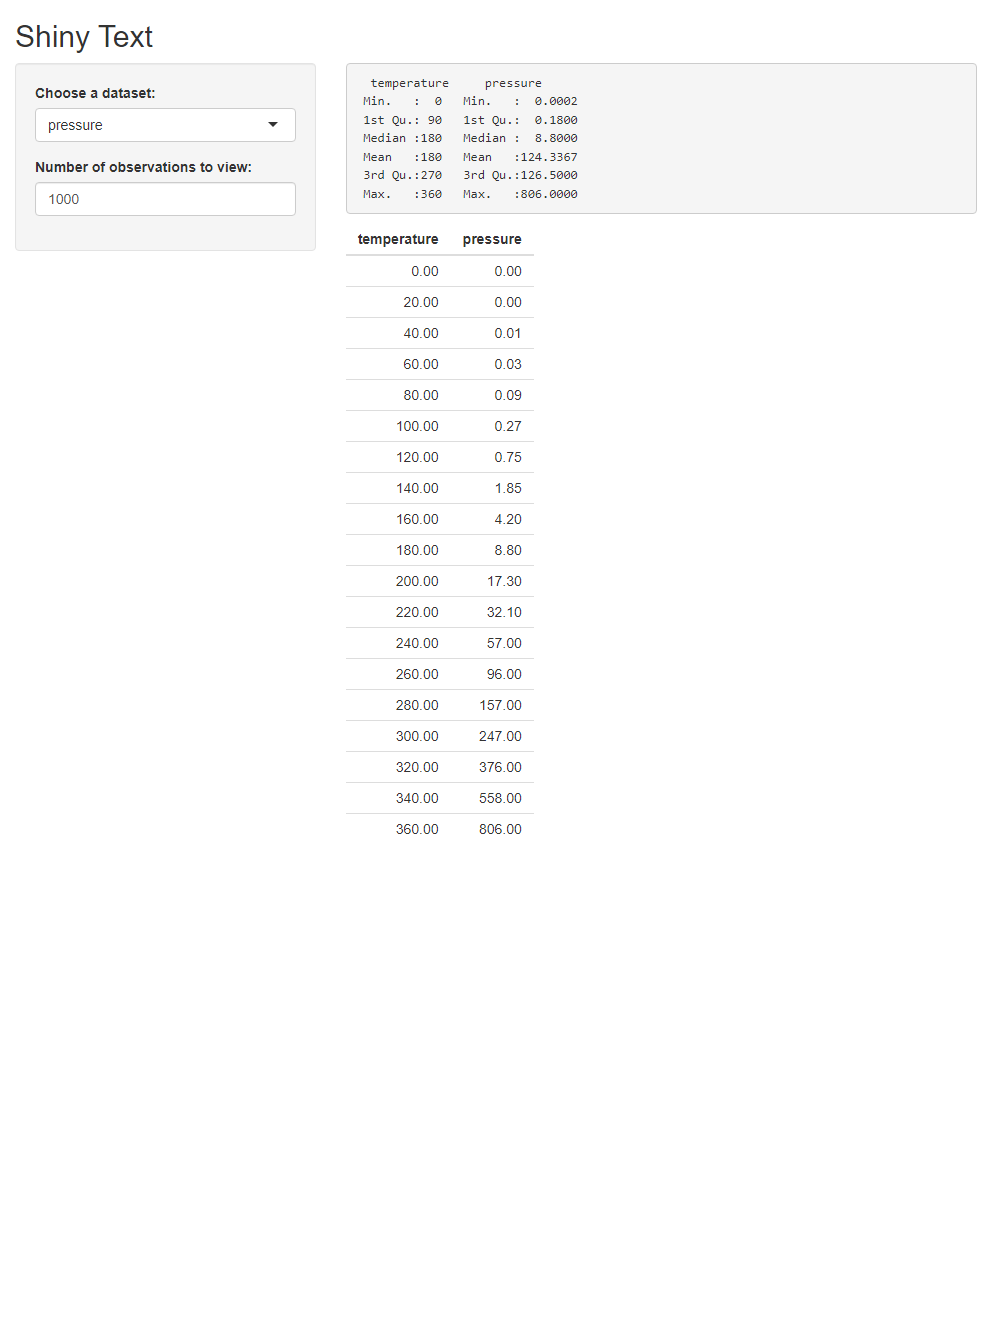 Shiny Text
Choose a dataset:
pressure
Number of observations to view:
1000
temperature pressure
Min. : 0 Min. : 0.0002
1st Qu.: 90 1st Qu.: 0.1800
Median :180 Median : 8.8000
Mean :180 Mean :124.3367
3rd Qu.:270 3rd Qu.:126.5000
Max. :360 Max. :806.0000
temperature pressure
0.00 0.00
20.00 0.00
40.00 0.01
60.00 0.03
80.00 0.09
100.00 0.27
120.00 0.75
140.00 1.85
160.00 4.20
180.00 8.80
200.00 17.30
220.00 32.10
240.00 57.00
260.00 96.00
280.00 157.00
300.00 247.00
320.00 376.00
340.00 558.00
360.00 806.00